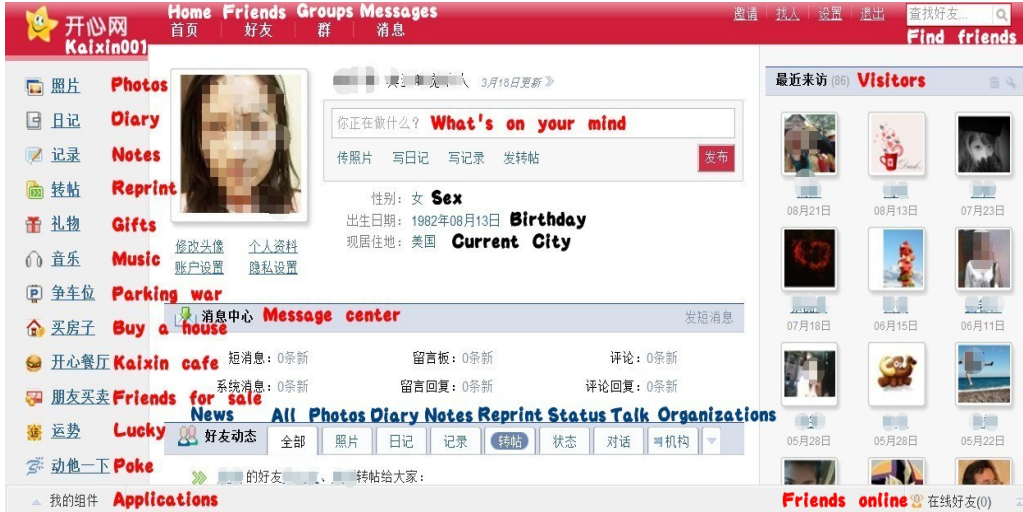 Home Friends Groups Messages
开心网 首页 好友 群 消息 邀请 找人 设置 退出 查找好友...
Kaixin001 Find friends
照片 Photos
日记 Diary
记录 Notes
转帖 Reprint
礼物 Gifts
音乐 Music
争车位 Parking war
买房子 Buy a house
开心餐厅 Kaixin cafe
朋友买卖 Friends for sale
运势 Lucky
动他一下 Poke
3月18日更新
你正在做什么? What's on your mind
传照片 写日记 写记录 发转帖 发布
性别: 女 Sex
出生日期: 1982年08月13日 Birthday
现居住地: 美国 Current City
修改头像 个人资料
账户设置 隐私设置
消息中心 Message center 发短消息
短消息: 0条新 留言板: 0条新 评论: 0条新
系统消息: 0条新 留言回复: 0条新 评论回复: 0条新
News All Photos Diary Notes Reprint Status Talk Organizations
好友动态 全部 照片 日记 记录 转帖 状态 对话 机构
的好友 、 转帖给大家:
最近来访 (86) Visitors
08月21日 08月13日 07月23日
07月18日 06月15日 06月11日
05月28日 05月28日 05月22日
我的组件 Applications Friends online 在线好友(0)